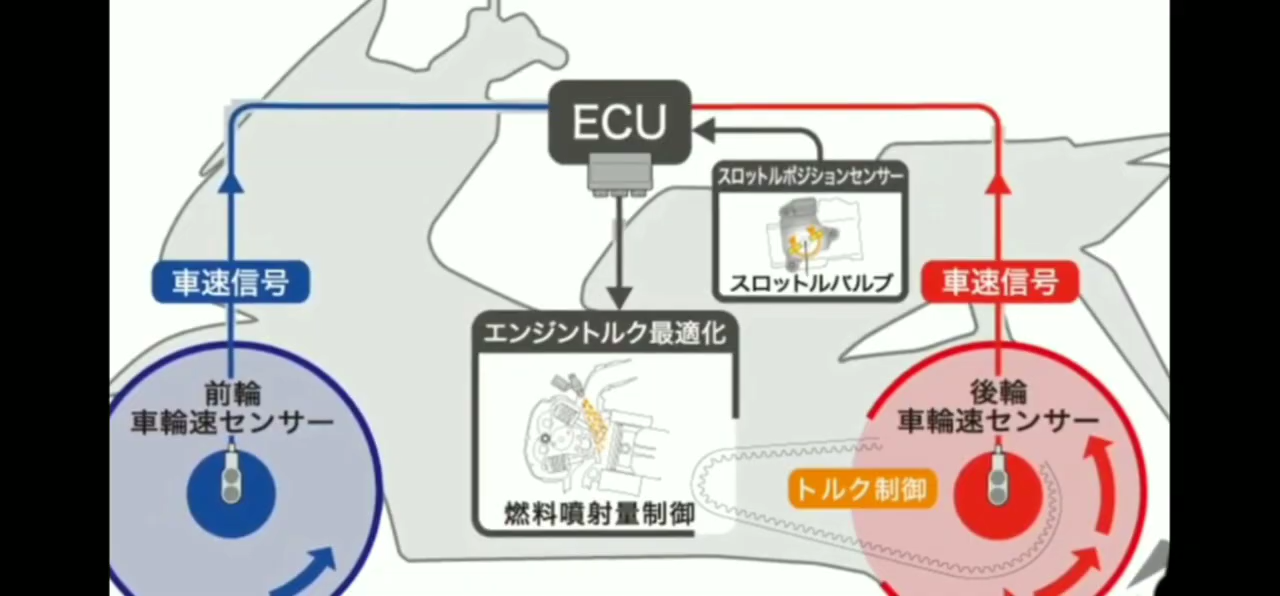 ECU
スロットルポジションセンサー
スロットルバルブ
車速信号
車速信号
エンジントルク最適化
燃料噴射量制御
前輪
車輪速センサー
後輪
車輪速センサー
トルク制御